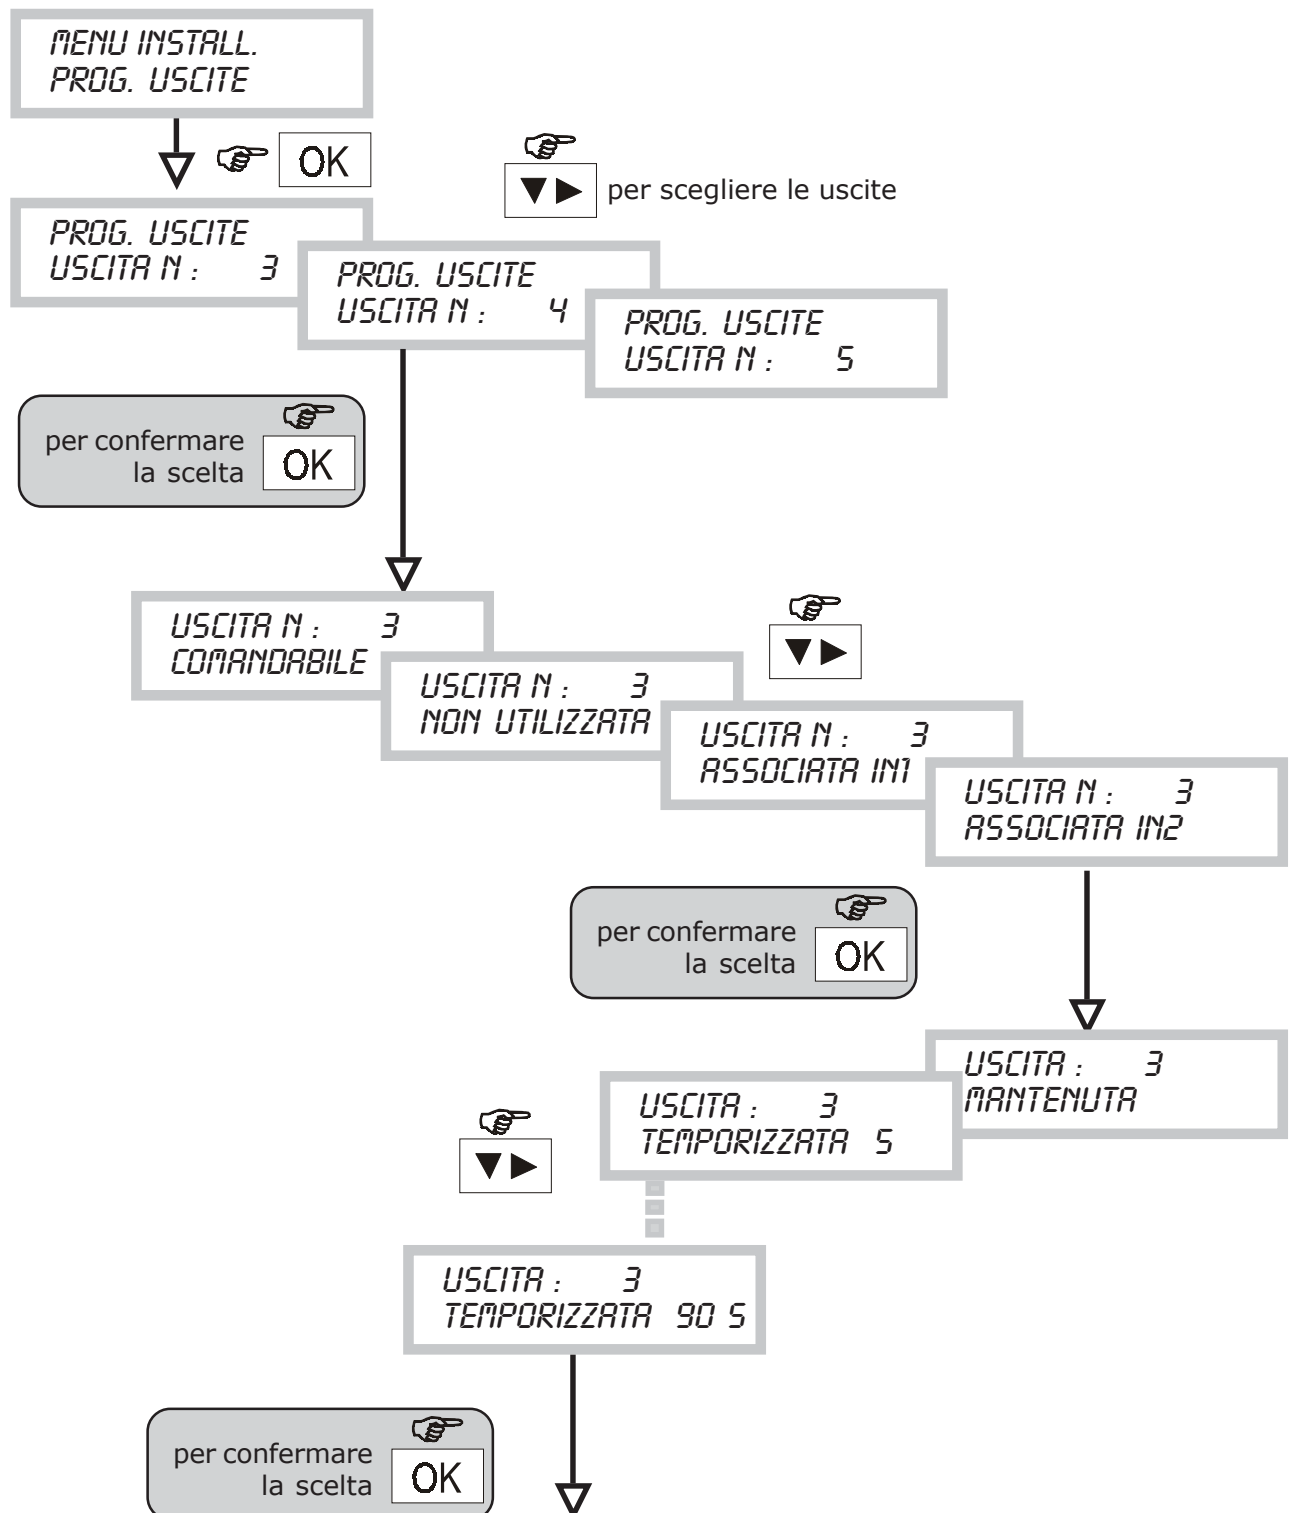 MENU INSTALL.
PROG. USCITE
OK
per scegliere le uscite
PROG. USCITE
USCITA N : 3
PROG. USCITE
USCITA N : 4
PROG. USCITE
USCITA N : 5
per confermare
la scelta
OK
USCITA N : 3
COMANDABILE
USCITA N : 3
NON UTILIZZATA
USCITA N : 3
ASSOCIATA IN1
USCITA N : 3
ASSOCIATA IN2
per confermare
la scelta
OK
USCITA : 3
MANTENUTA
USCITA : 3
TEMPORIZZATA S
USCITA : 3
TEMPORIZZATA 90 S
per confermare
la scelta
OK